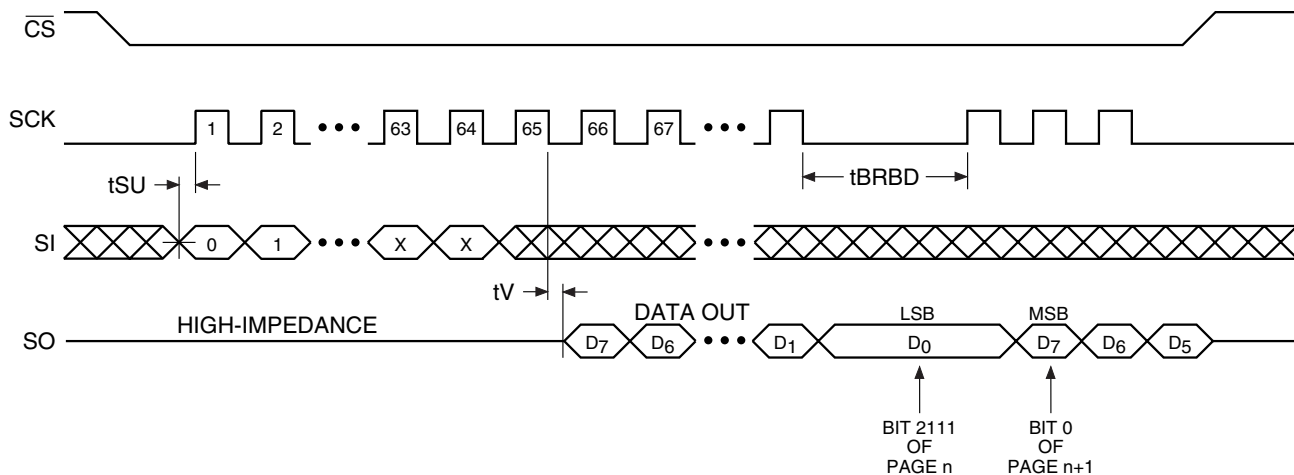 CS
SCK 1 2 ••• 63 64 65 66 67 •••
tSU tBRBD
SI 0 1 ••• X X •••
tV
HIGH-IMPEDANCE DATA OUT LSB MSB
SO D7 D6 ••• D1 D0 D7 D6 D5
BIT 2111 BIT 0
OF OF
PAGE n PAGE n+1